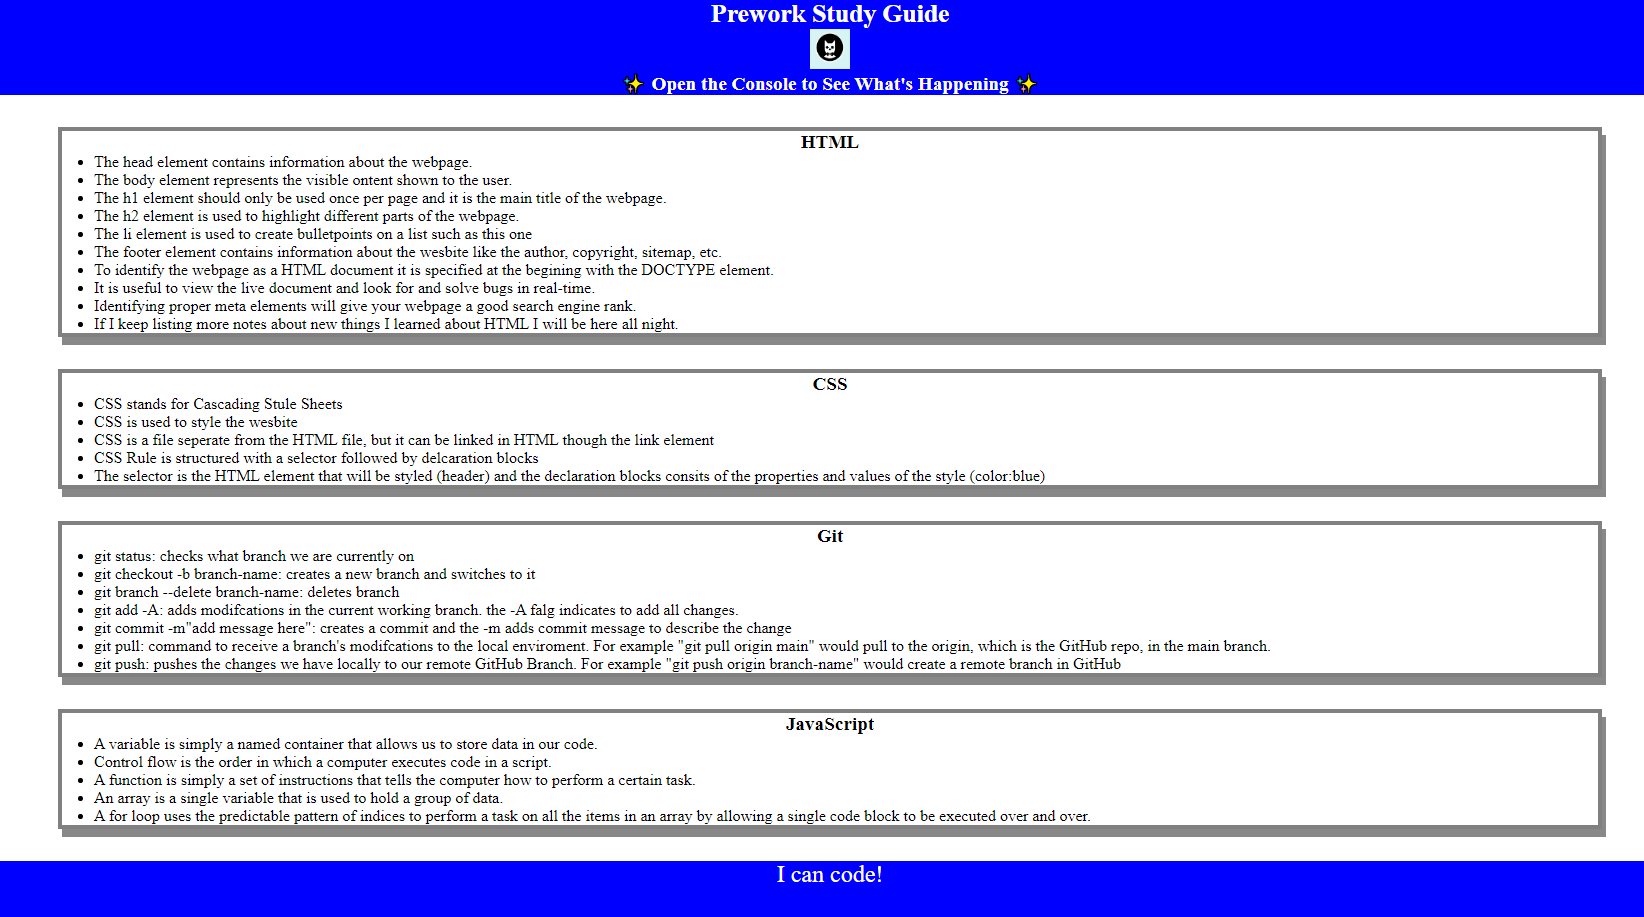 Prework Study Guide
✨ Open the Console to See What's Happening ✨
HTML
• The head element contains information about the webpage.
• The body element represents the visible ontent shown to the user.
• The h1 element should only be used once per page and it is the main title of the webpage.
• The h2 element is used to highlight different parts of the webpage.
• The li element is used to create bulletpoints on a list such as this one
• The footer element contains information about the wesbite like the author, copyright, sitemap, etc.
• To identify the webpage as a HTML document it is specified at the begining with the DOCTYPE element.
• It is useful to view the live document and look for and solve bugs in real-time.
• Identifying proper meta elements will give your webpage a good search engine rank.
• If I keep listing more notes about new things I learned about HTML I will be here all night.
CSS
• CSS stands for Cascading Stule Sheets
• CSS is used to style the wesbite
• CSS is a file seperate from the HTML file, but it can be linked in HTML though the link element
• CSS Rule is structured with a selector followed by delcaration blocks
• The selector is the HTML element that will be styled (header) and the declaration blocks consits of the properties and values of the style (color:blue)
Git
• git status: checks what branch we are currently on
• git checkout -b branch-name: creates a new branch and switches to it
• git branch --delete branch-name: deletes branch
• git add -A: adds modifcations in the current working branch. the -A falg indicates to add all changes.
• git commit -m"add message here": creates a commit and the -m adds commit message to describe the change
• git pull: command to receive a branch's modifcations to the local enviroment. For example "git pull origin main" would pull to the origin, which is the GitHub repo, in the main branch.
• git push: pushes the changes we have locally to our remote GitHub Branch. For example "git push origin branch-name" would create a remote branch in GitHub
JavaScript
• A variable is simply a named container that allows us to store data in our code.
• Control flow is the order in which a computer executes code in a script.
• A function is simply a set of instructions that tells the computer how to perform a certain task.
• An array is a single variable that is used to hold a group of data.
• A for loop uses the predictable pattern of indices to perform a task on all the items in an array by allowing a single code block to be executed over and over.
I can code!